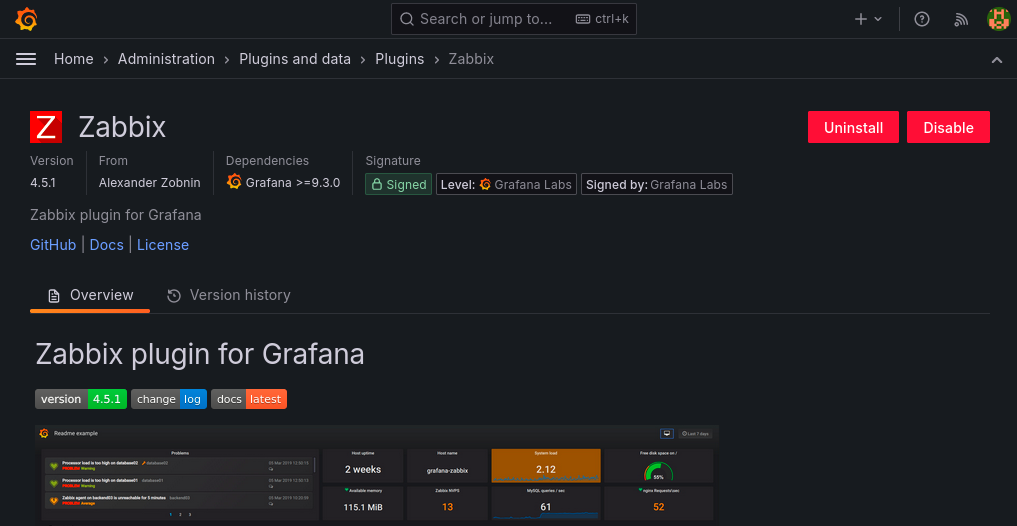 Search or jump to... ctrl+k
Home › Administration › Plugins and data › Plugins › Zabbix
Z Zabbix Uninstall Disable
Version From Dependencies Signature
4.5.1 Alexander Zobnin Grafana >=9.3.0 Signed Level: Grafana Labs Signed by: Grafana Labs
Zabbix plugin for Grafana
GitHub | Docs | License
Overview Version history
Zabbix plugin for Grafana
version 4.5.1 change log docs latest
Readme example Last 7 days
Problems Host uptime Host name System load Free disk space on /
Processor load is too high on database02 database02
PROBLEM Warning
2 weeks grafana-zabbix 2.12 55%
Processor load is too high on database01 database01
PROBLEM Warning
Available memory Zabbix NVPS MySQL queries / sec nginx Requests/sec
Zabbix agent on backend03 is unreachable for 5 minutes backend03
PROBLEM Average
115.1 MiB 13 61 52
1 2 3